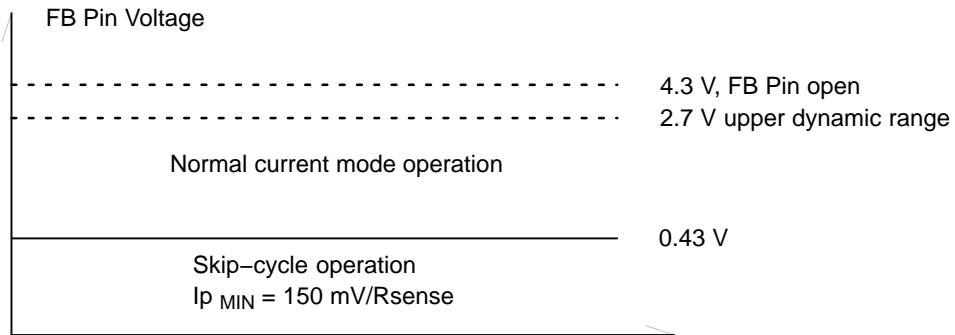 FB Pin Voltage
4.3 V, FB Pin open
2.7 V upper dynamic range
Normal current mode operation
0.43 V
Skip−cycle operation
Ip MIN = 150 mV/Rsense